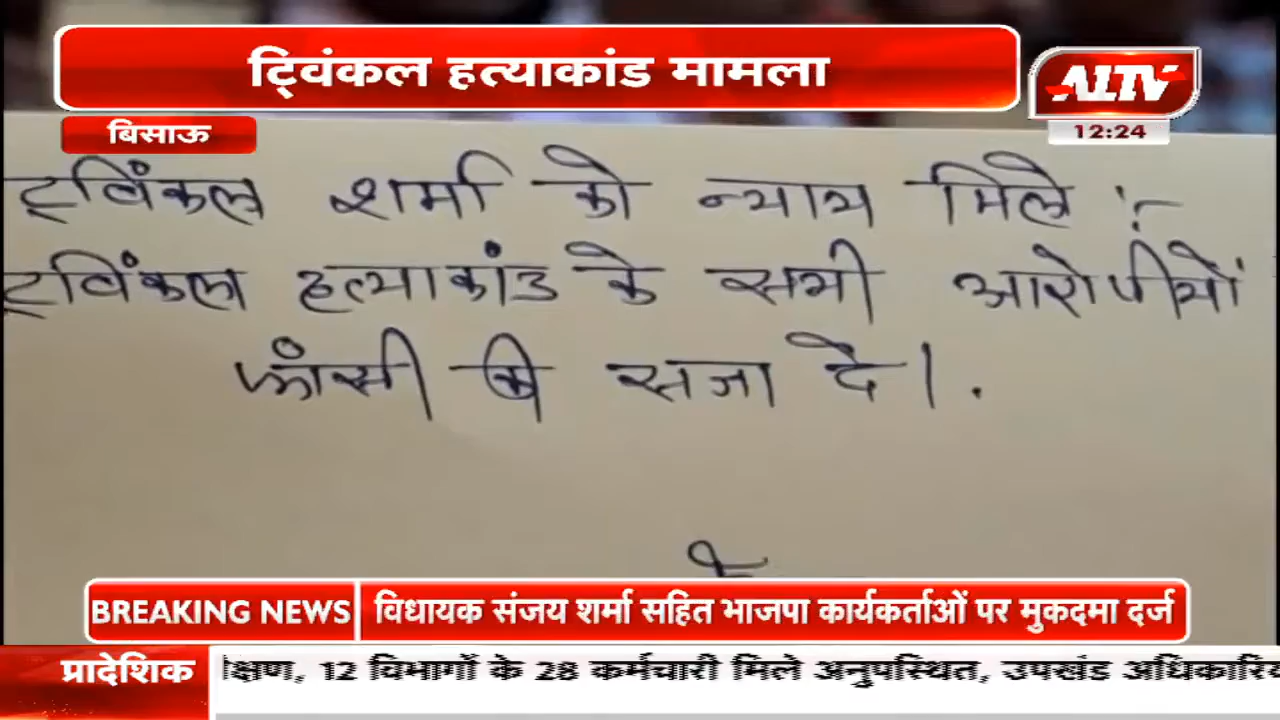 ट्विंकल हत्याकांड मामला
ALTV
12:24
बिसाऊ
ट्विंकल शर्मा को न्याय मिले :-
ट्विंकल हत्याकांड के सभी आरोपीयों
फांसी की सजा दे।.
BREAKING NEWS
विधायक संजय शर्मा सहित भाजपा कार्यकर्ताओं पर मुकदमा दर्ज
प्रादेशिक
क्षण, 12 विभागों के 28 कर्मचारी मिले अनुपस्थित, उपखंड